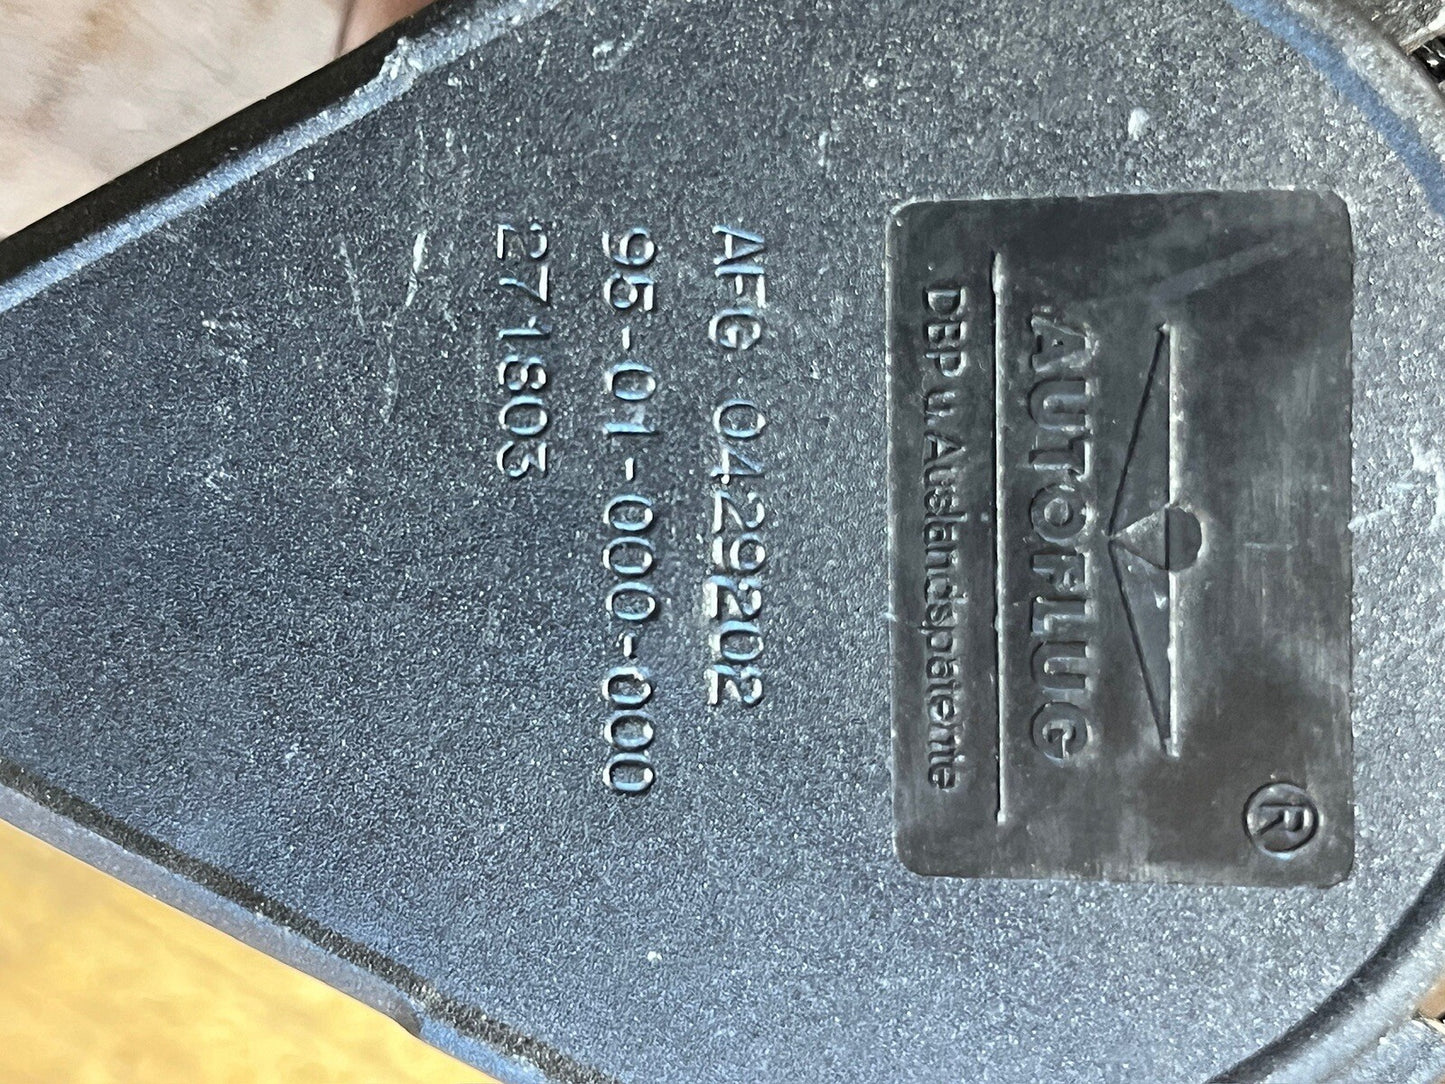 ®
AUTOFLUG
DBP u. Auslandspatente
AFG 0429202
95-01-000-000
271803